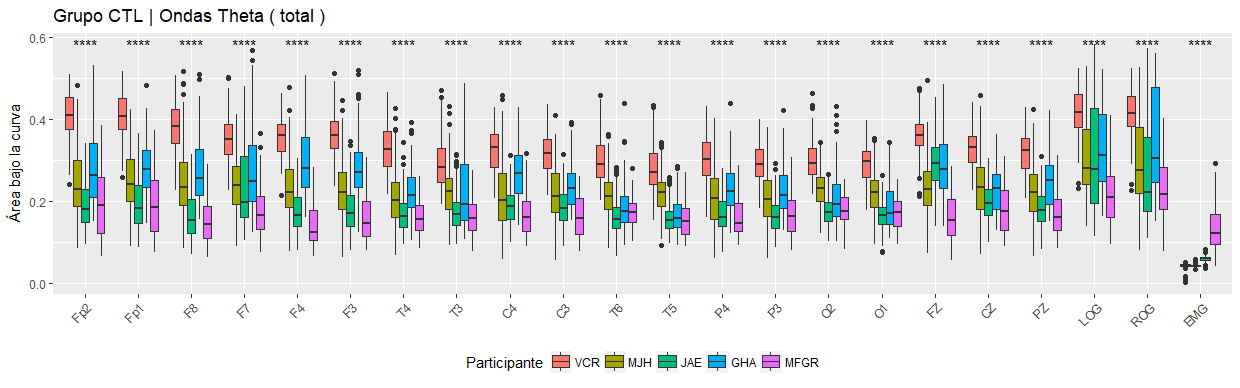 Grupo CTL | Ondas Theta ( total )
**** **** **** **** **** **** **** **** **** **** **** **** **** **** **** **** **** **** **** **** **** ****
0.6
0.4
0.2
0.0
Área bajo la curva
Fp2 Fp1 F8 F7 F4 F3 T4 T3 C4 C3 T6 T5 P4 P3 O2 O1 FZ CZ PZ LOG ROG EMG
Participante VCR MJH JAE GHA MFGR